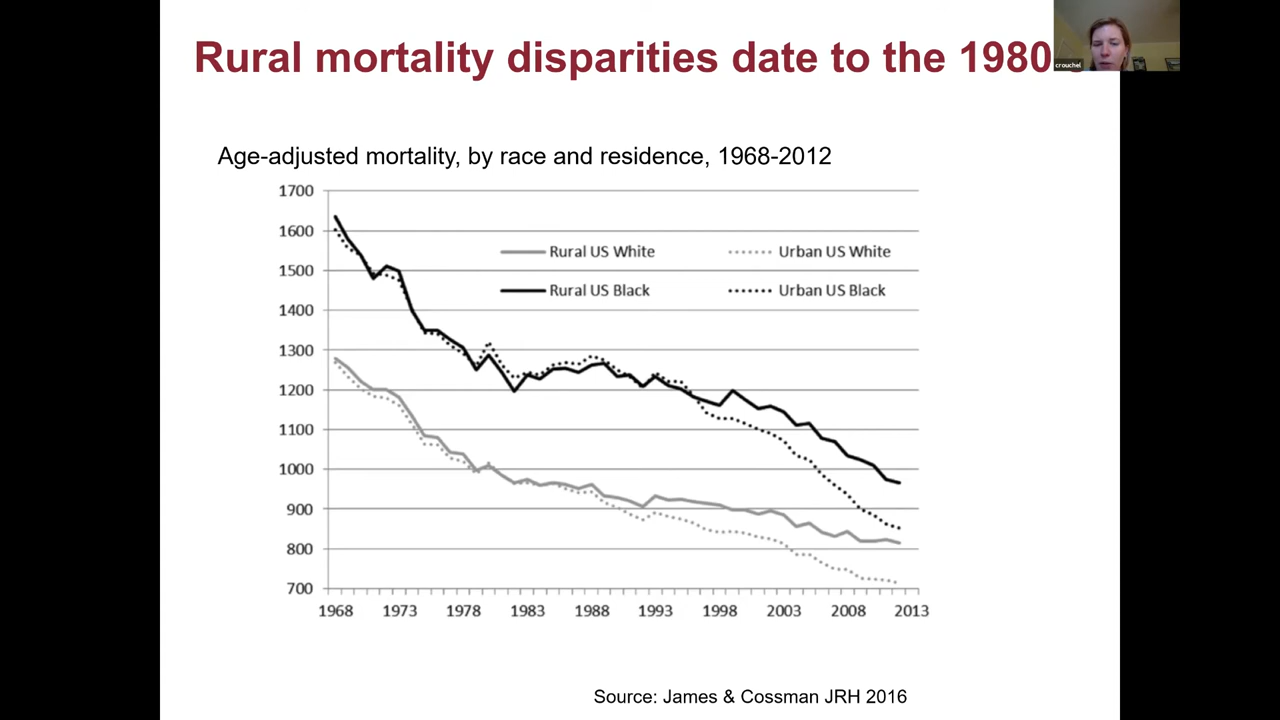 Rural mortality disparities date to the 1980
crouchel
Age-adjusted mortality, by race and residence, 1968-2012
1700
1600
Rural US White
Urban US White
1500
Rural US Black
Urban US Black
1400
1300
1200
1100
1000
900
800
700
1968 1973 1978 1983 1988 1993 1998 2003 2008 2013
Source: James & Cossman JRH 2016